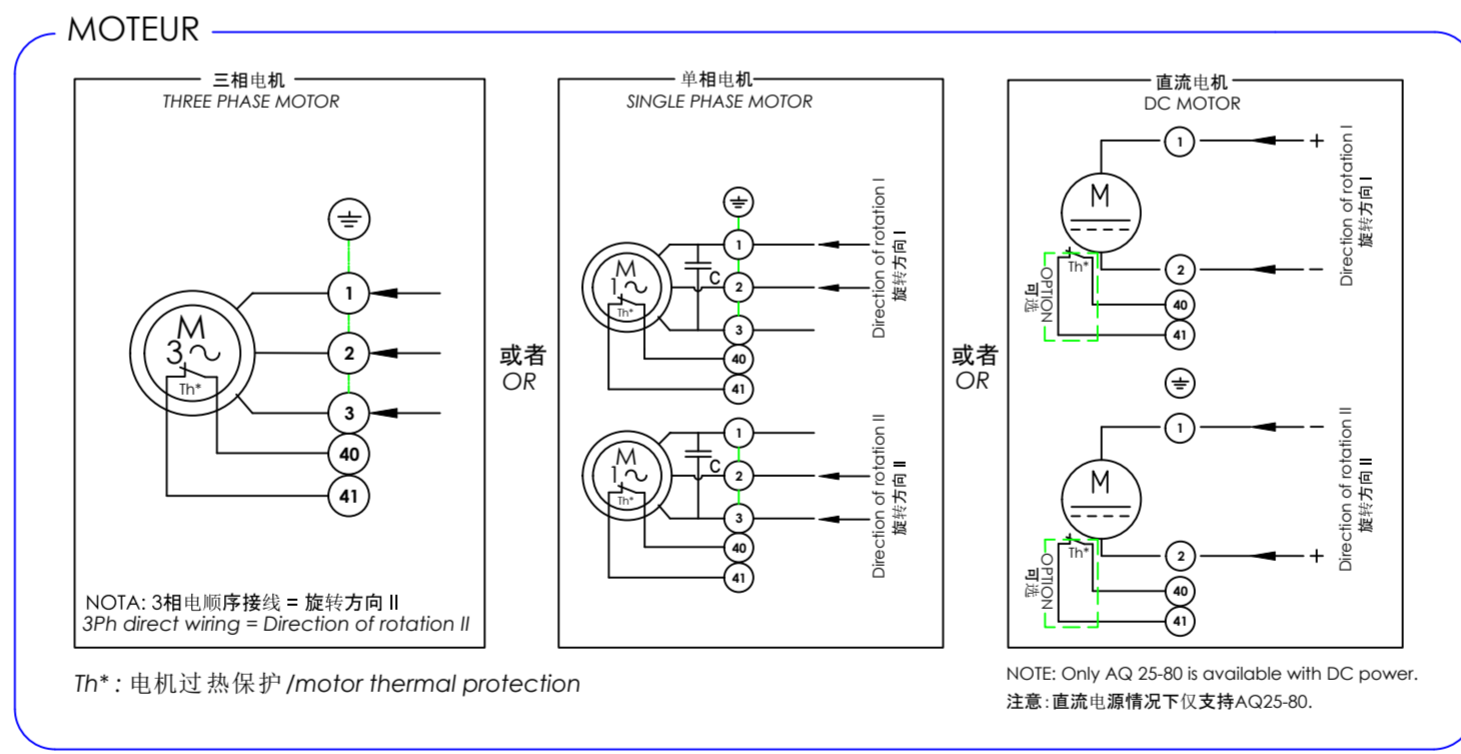 MOTEUR
三相电机
THREE PHASE MOTOR
1
2
3
40
41
M
3~
Th*
NOTA: 3相电顺序接线 = 旋转方向 II
3Ph direct wiring = Direction of rotation II
或者
OR
单相电机
SINGLE PHASE MOTOR
M
1~
Th*
C
1
2
3
40
41
Direction of rotation I
旋转方向 I
M
1~
Th*
C
1
2
3
40
41
Direction of rotation II
旋转方向 II
或者
OR
直流电机
DC MOTOR
M
1
+
2
−
Th*
OPTION
可选
40
41
Direction of rotation I
旋转方向 I
M
1
−
2
+
Th*
OPTION
可选
40
41
Direction of rotation II
旋转方向 II
Th* : 电机过热保护 /motor thermal protection
NOTE: Only AQ 25-80 is available with DC power.
注意:直流电源情况下仅支持AQ25-80.